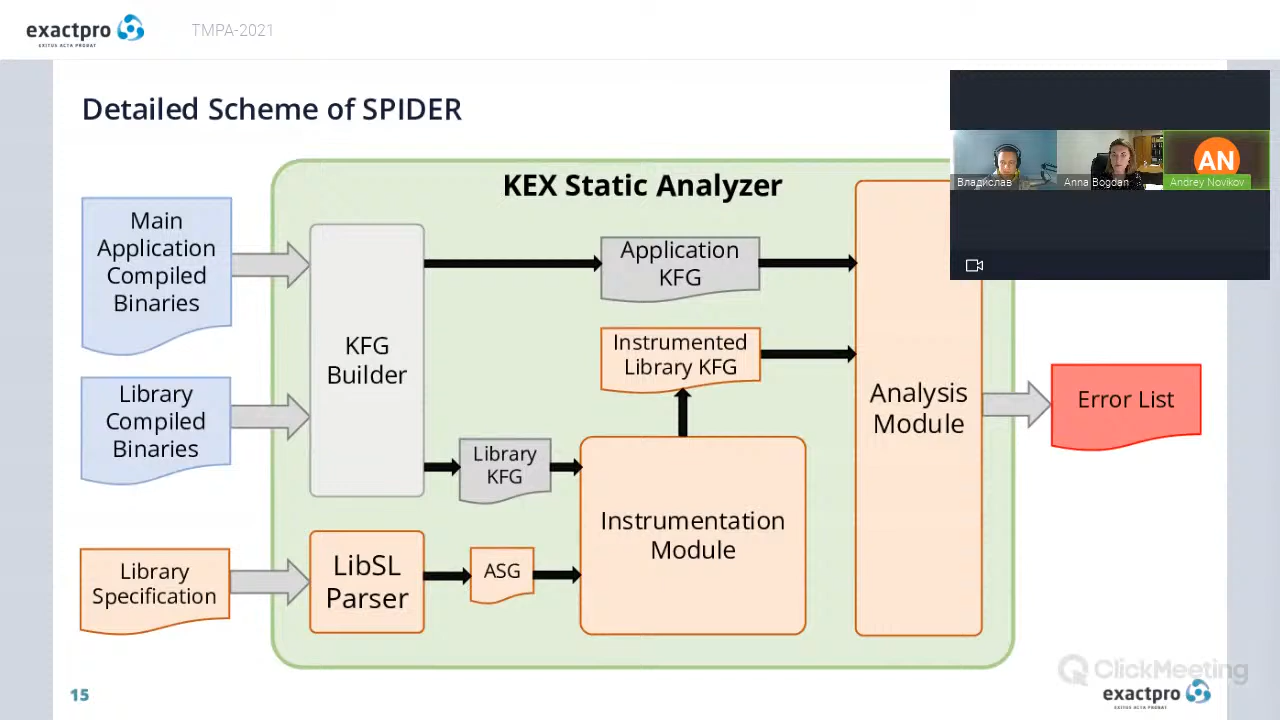 exactpro
EXITUS ACTA PROBAT
TMPA-2021
Detailed Scheme of SPIDER
KEX Static Analyzer
Main
Application
Compiled
Binaries
Library
Compiled
Binaries
Library
Specification
KFG
Builder
LibSL
Parser
Application
KFG
Instrumented
Library KFG
Library
KFG
ASG
Instrumentation
Module
Analysis
Module
Error List
AN
Владислав
Anna Bogdan
Andrey Novikov
15
ClickMeeting
exactpro
EXITUS ACTA PROBAT